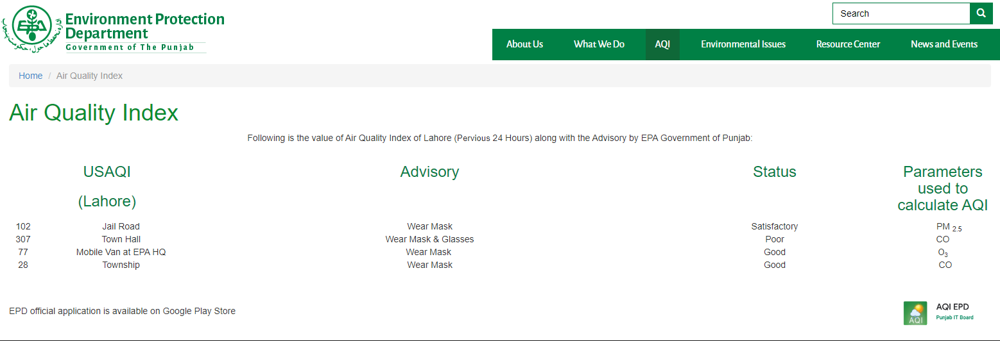 EPA
Environment Protection
Department
Government of The Punjab
Search
About Us What We Do AQI Environmental Issues Resource Center News and Events
Home / Air Quality Index
Air Quality Index
Following is the value of Air Quality Index of Lahore (Pervious 24 Hours) along with the Advisory by EPA Government of Punjab:
USAQI Advisory Status Parameters
used to
(Lahore) calculate AQI
102 Jail Road Wear Mask Satisfactory PM 2.5
307 Town Hall Wear Mask & Glasses Poor CO
77 Mobile Van at EPA HQ Wear Mask Good O3
28 Township Wear Mask Good CO
EPD official application is available on Google Play Store
AQI
AQI EPD
Punjab IT Board